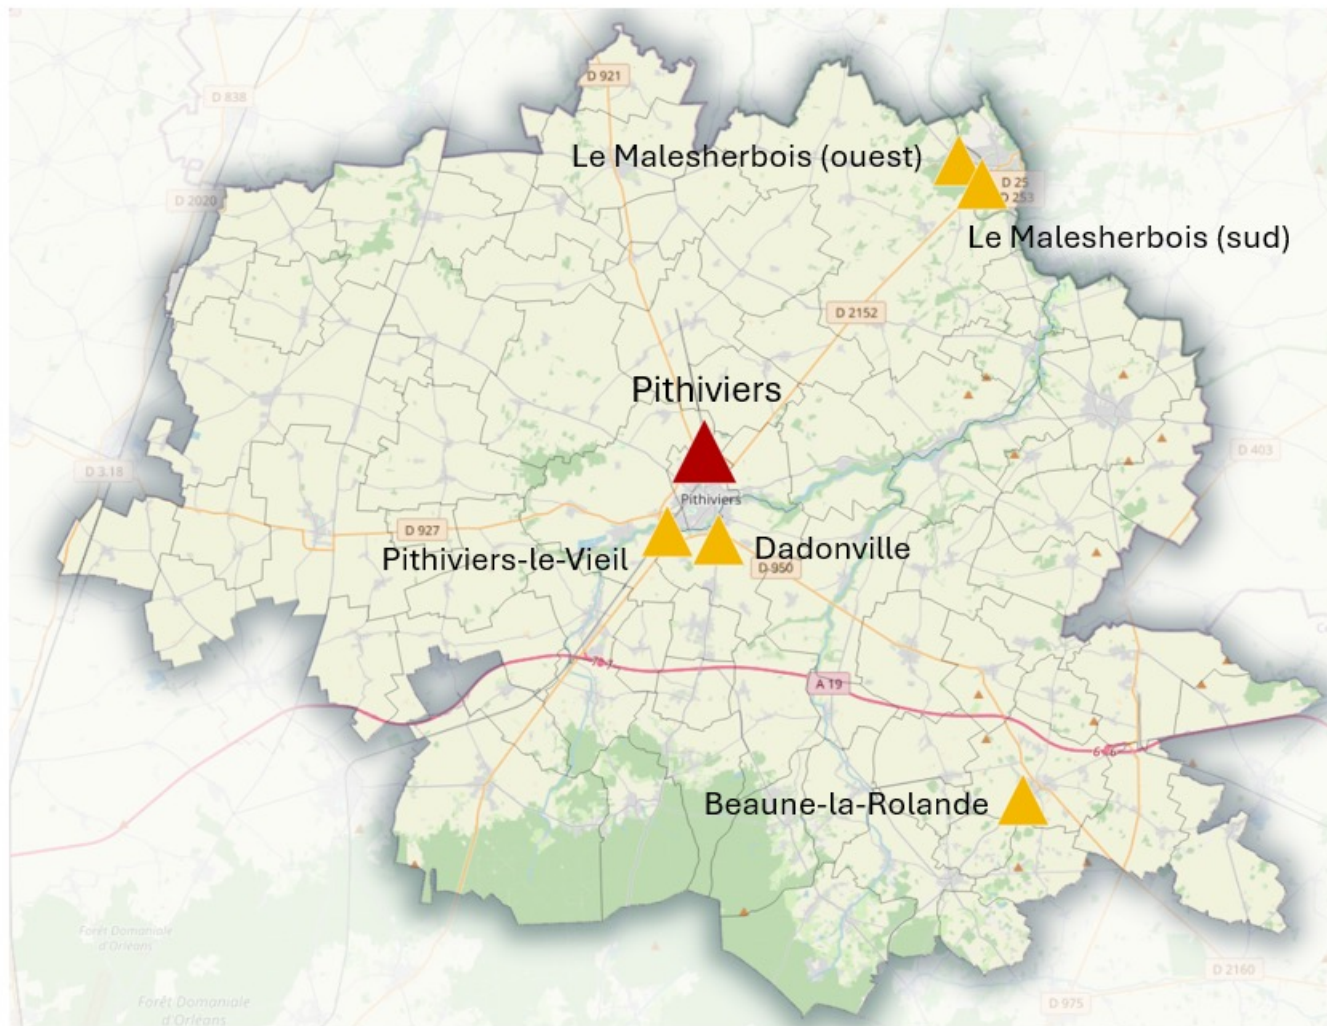 D 921
D 838
Le Malesherbois (ouest)
D 25
D 253
D 2020
Le Malesherbois (sud)
D 2152
Pithiviers
D 403
D 3.18
Pithiviers
D 927
Pithiviers-le-Vieil
Dadonville
D 950
A 19
Beaune-la-Rolande
Forêt Domaniale
d'Orléans
D 2160
Forêt Domaniale
d'Orléans
D 975